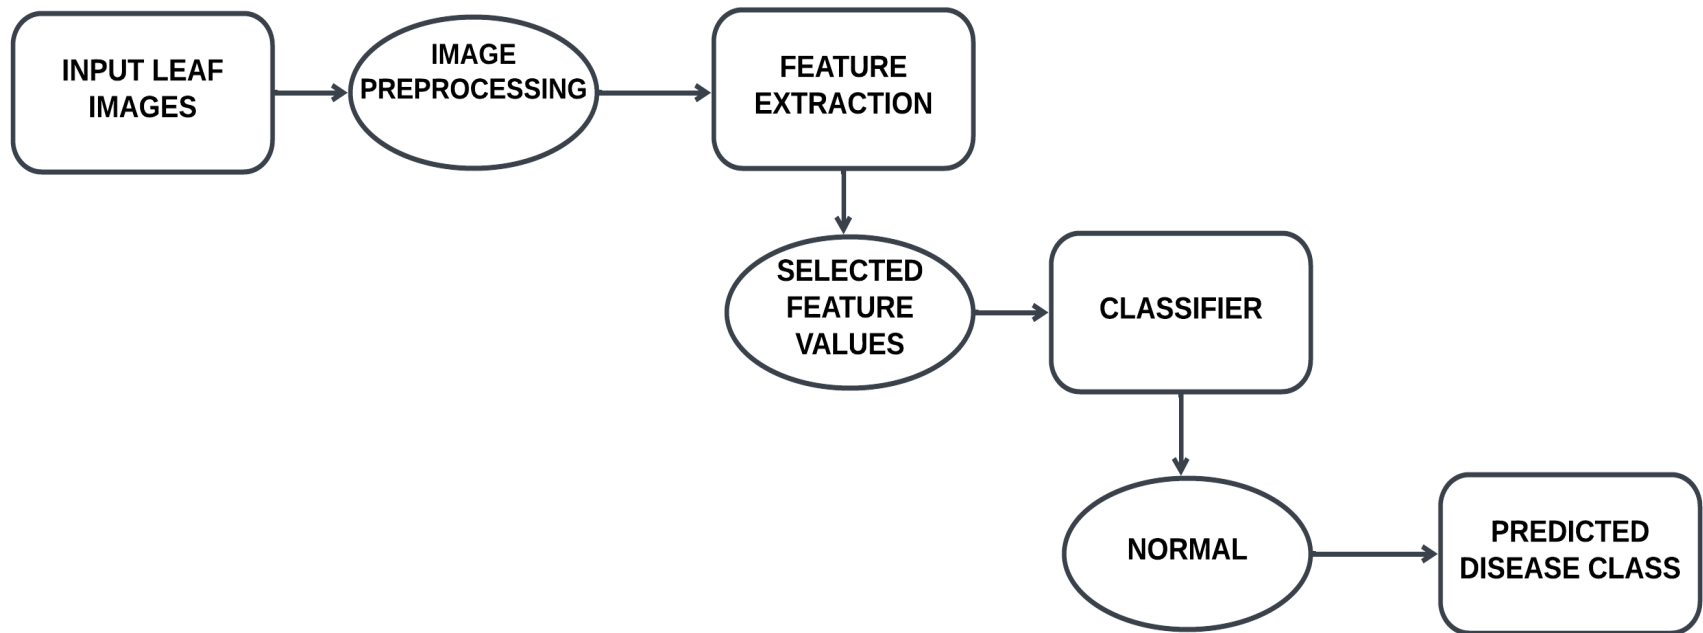 INPUT LEAF
IMAGES
IMAGE
PREPROCESSING
FEATURE
EXTRACTION
SELECTED
FEATURE
VALUES
CLASSIFIER
NORMAL
PREDICTED
DISEASE CLASS